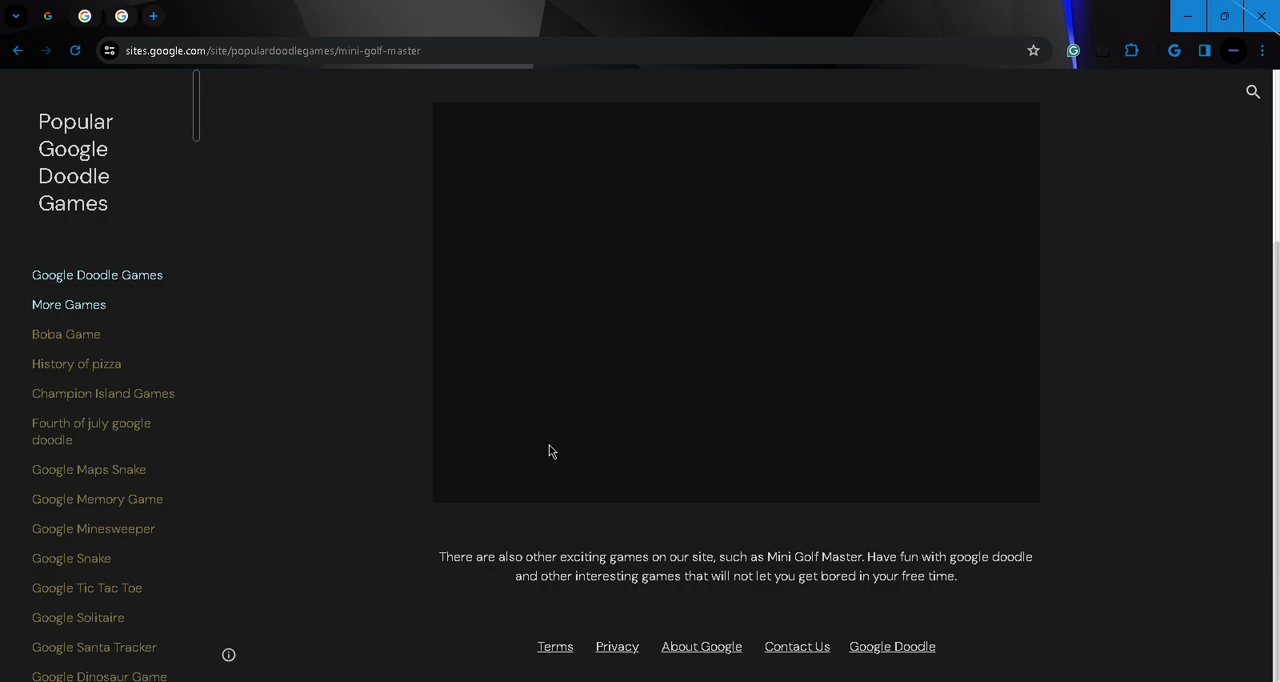 sites.google.com/site/populardoodlegames/mini-golf-master
Popular
Google
Doodle
Games
Google Doodle Games
More Games
Boba Game
History of pizza
Champion Island Games
Fourth of july google
doodle
Google Maps Snake
Google Memory Game
Google Minesweeper
Google Snake
Google Tic Tac Toe
Google Solitaire
Google Santa Tracker
Google Dinosaur Game
There are also other exciting games on our site, such as Mini Golf Master. Have fun with google doodle
and other interesting games that will not let you get bored in your free time.
Terms Privacy About Google Contact Us Google Doodle